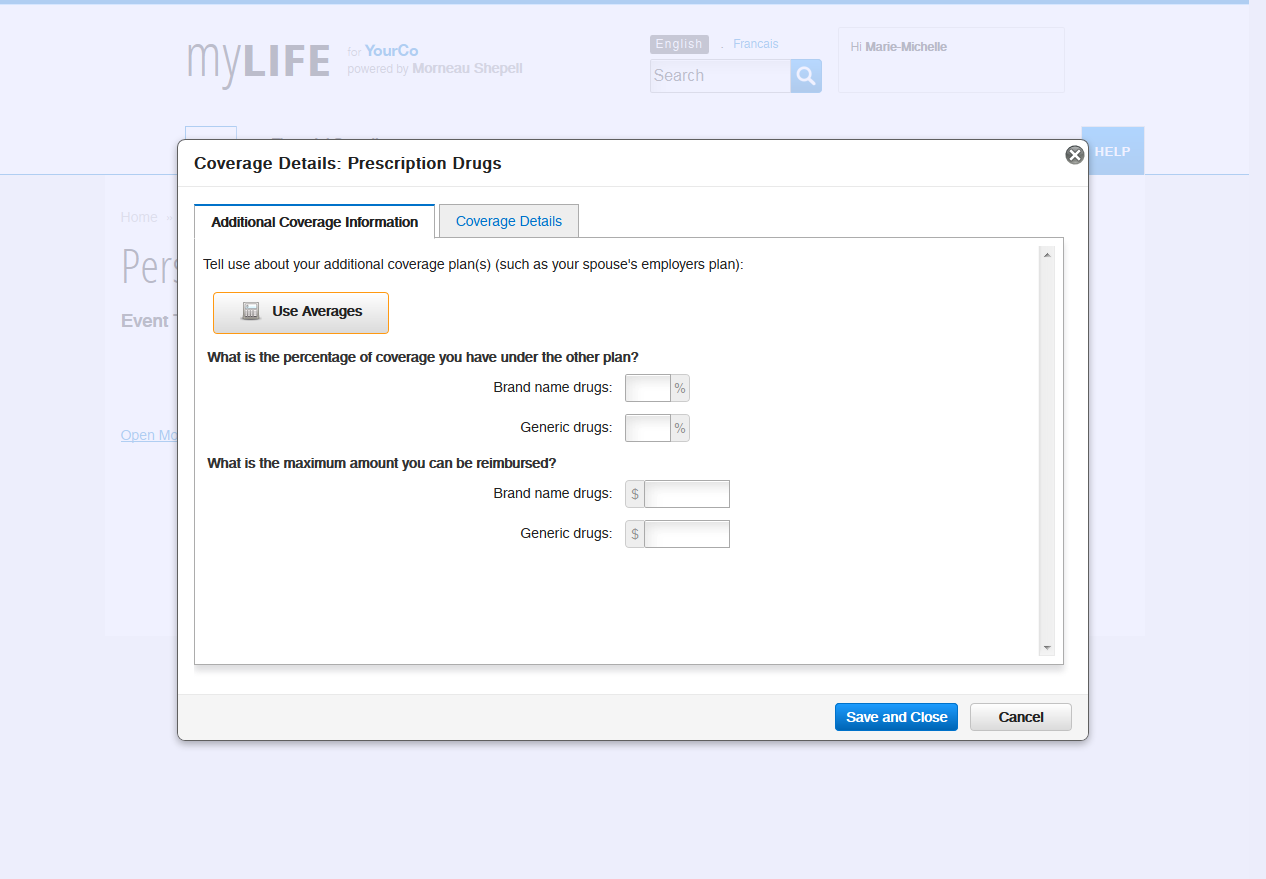 myLIFE
for YourCo
powered by Morneau Shepell
English . Francais
Search
Hi Marie-Michelle
HELP
Home »
Event
Open
Coverage Details: Prescription Drugs
Additional Coverage Information
Coverage Details
Tell use about your additional coverage plan(s) (such as your spouse's employers plan):
Use Averages
What is the percentage of coverage you have under the other plan?
Brand name drugs: %
Generic drugs: %
What is the maximum amount you can be reimbursed?
Brand name drugs: $
Generic drugs: $
Save and Close
Cancel